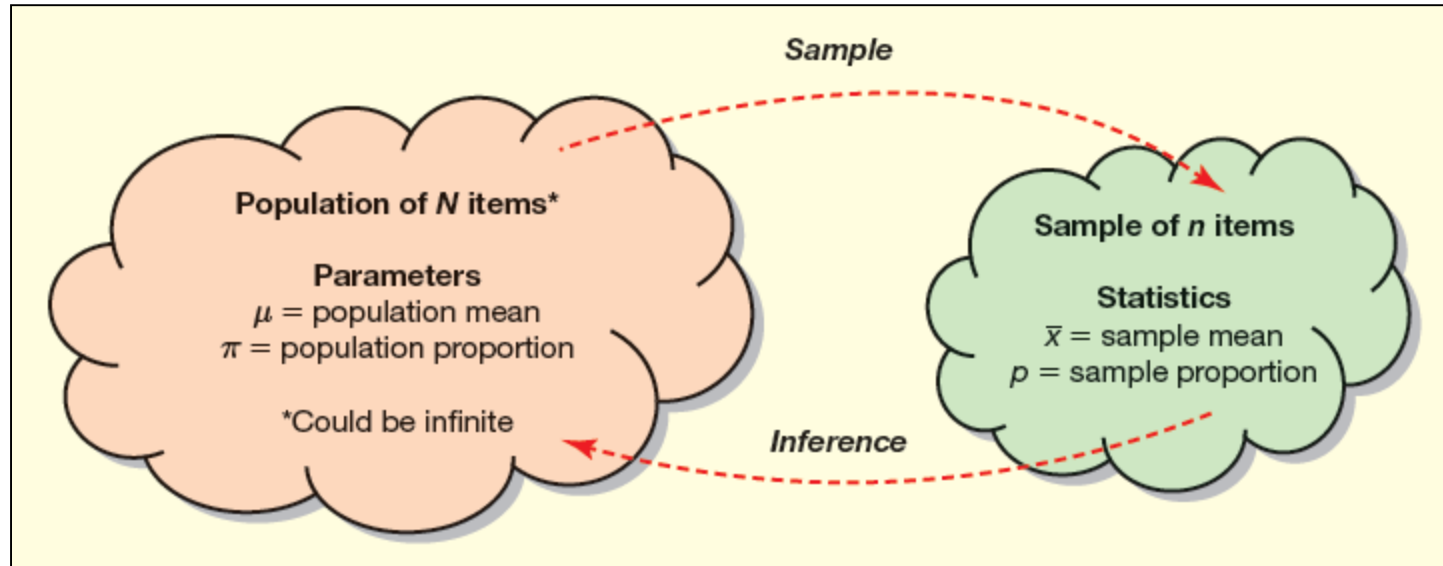 Sample
Population of N items*
Parameters
μ = population mean
π = population proportion
*Could be infinite
Sample of n items
Statistics
x̄ = sample mean
p = sample proportion
Inference